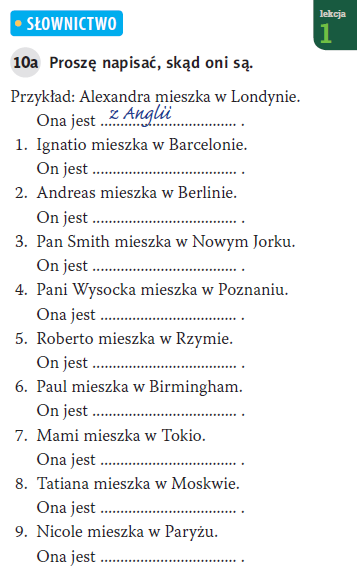 • SŁOWNICTWO
lekcja
1
10a Proszę napisać, skąd oni są.
Przykład: Alexandra mieszka w Londynie.
Ona jest z Anglii .
1. Ignatio mieszka w Barcelonie.
On jest ................................... .
2. Andreas mieszka w Berlinie.
On jest ................................... .
3. Pan Smith mieszka w Nowym Jorku.
On jest ................................... .
4. Pani Wysocka mieszka w Poznaniu.
Ona jest ................................. .
5. Roberto mieszka w Rzymie.
On jest ................................... .
6. Paul mieszka w Birmingham.
On jest ................................... .
7. Mami mieszka w Tokio.
Ona jest ................................. .
8. Tatiana mieszka w Moskwie.
Ona jest ................................. .
9. Nicole mieszka w Paryżu.
Ona jest ................................. .